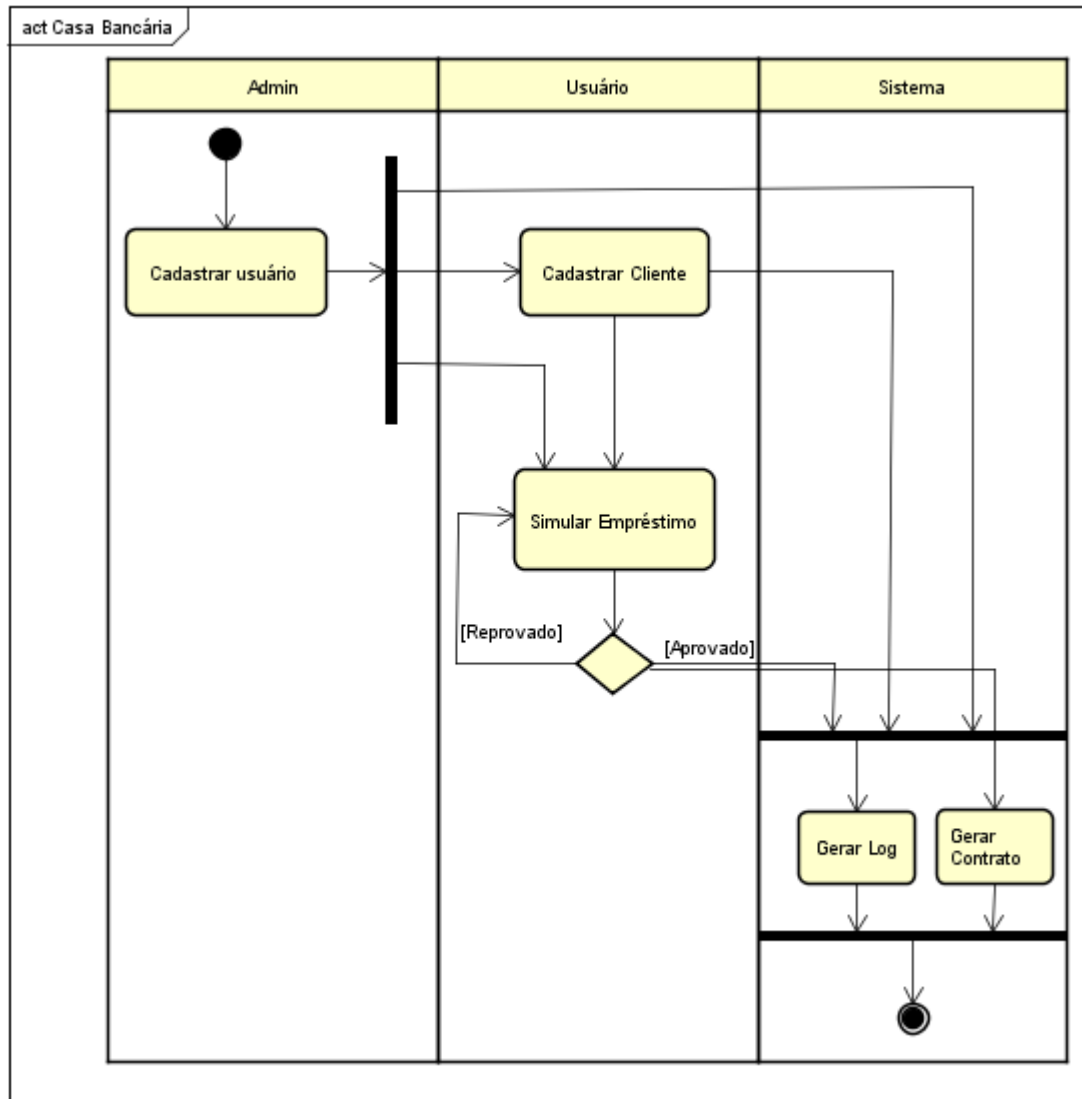 act Casa Bancária
Admin
Usuário
Sistema
Cadastrar usuário
Cadastrar Cliente
Simular Empréstimo
[Reprovado]
[Aprovado]
Gerar Log
Gerar
Contrato